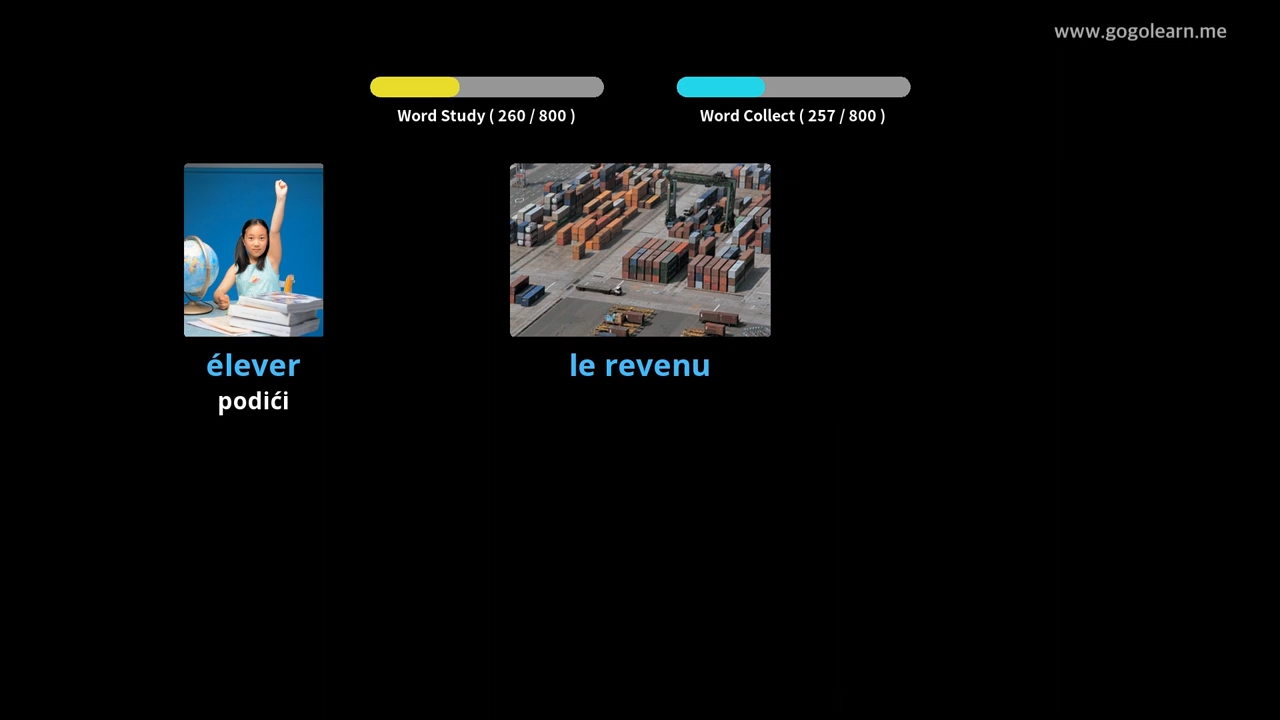 www.gogolearn.me
Word Study ( 260 / 800 )
Word Collect ( 257 / 800 )
élever
podići
le revenu